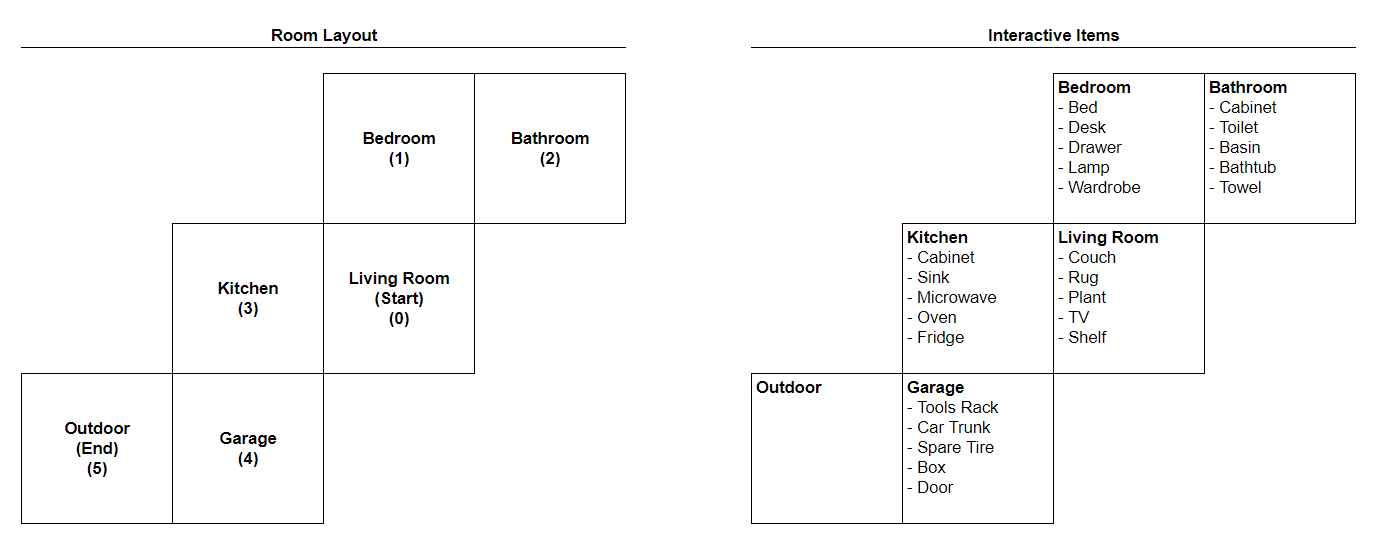 Room Layout
Bedroom
(1)
Bathroom
(2)
Kitchen
(3)
Living Room
(Start)
(0)
Outdoor
(End)
(5)
Garage
(4)
Interactive Items
Bedroom
- Bed
- Desk
- Drawer
- Lamp
- Wardrobe
Bathroom
- Cabinet
- Toilet
- Basin
- Bathtub
- Towel
Kitchen
- Cabinet
- Sink
- Microwave
- Oven
- Fridge
Living Room
- Couch
- Rug
- Plant
- TV
- Shelf
Outdoor
Garage
- Tools Rack
- Car Trunk
- Spare Tire
- Box
- Door